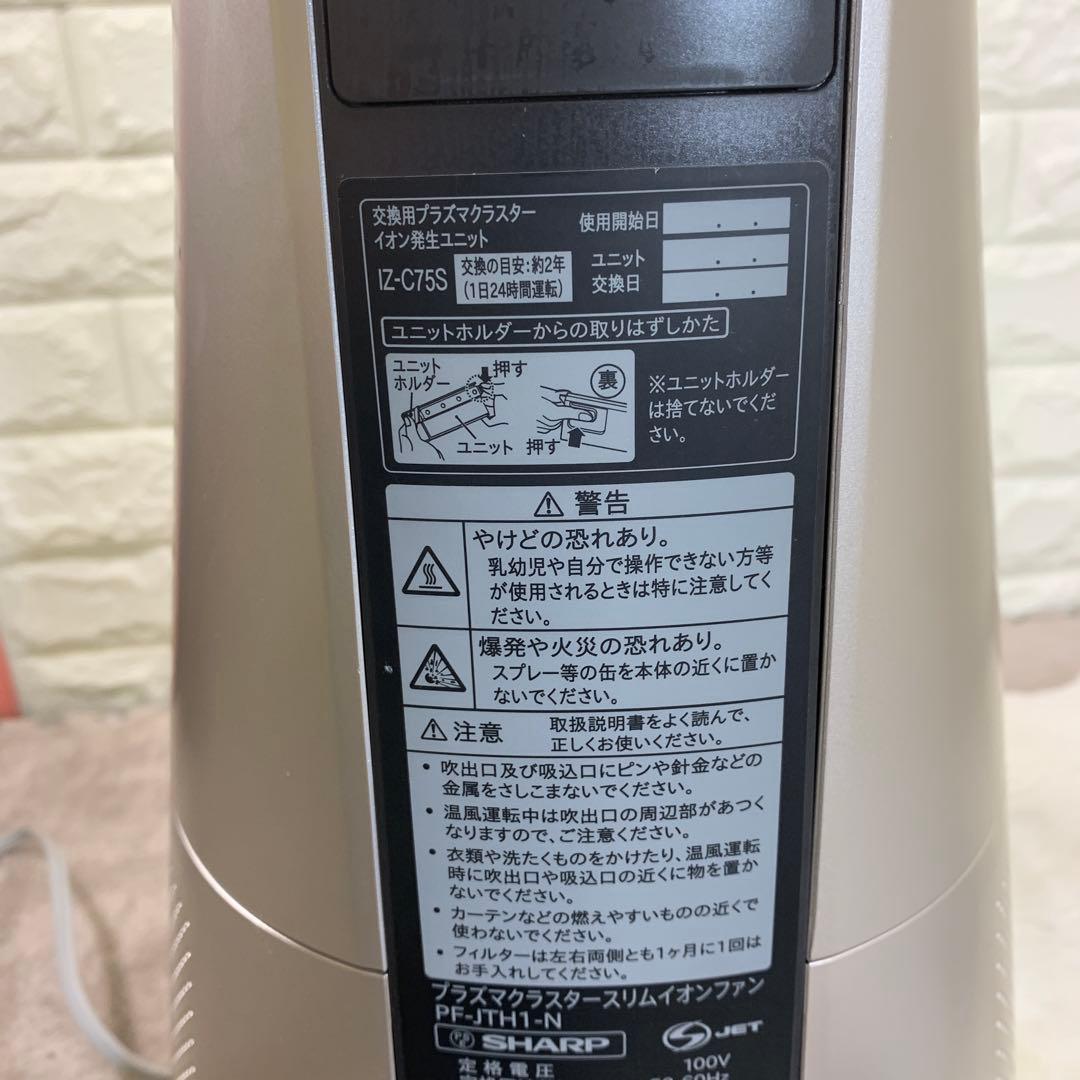 交換用プラズマクラスター
イオン発生ユニット
IZ-C75S
交換の目安:約2年
(1日24時間運転)
使用開始日 . .
ユニット
交換日
. .
. .
ユニットホルダーからの取りはずしかた
ユニット
ホルダー
押す
ユニット
裏
押す
※ユニットホルダー
は捨てないでくだ
さい。
⚠ 警告
やけどの恐れあり。
乳幼児や自分で操作できない方等
が使用されるときは特に注意してく
ださい。
爆発や火災の恐れあり。
スプレー等の缶を本体の近くに置か
ないでください。
⚠ 注意
取扱説明書をよく読んで、
正しくお使いください。
・吹出口及び吸込口にピンや針金などの
金属をさしこまないでください。
・温風運転中は吹出口の周辺部があつく
なりますので、ご注意ください。
・衣類や洗たくものをかけたり、温風運転
時に吹出口や吸込口の近くに物を置か
ないでください。
・カーテンなどの燃えやすいものの近くで
使わないでください。
・フィルターは左右両側とも1ヶ月に1回は
お手入れしてください。
プラズマクラスタースリムイオンファン
PF-JTH1-N
SHARP
JET
定格電圧 100V